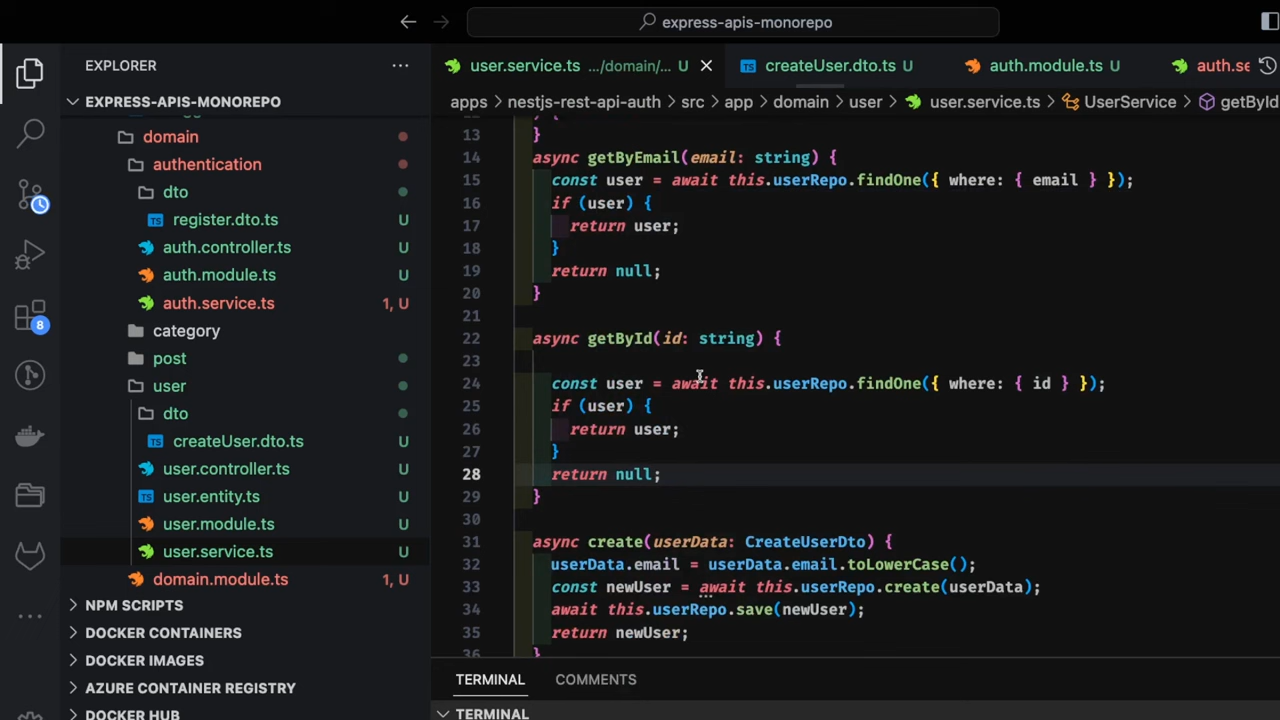 express-apis-monorepo
EXPLORER
EXPRESS-APIS-MONOREPO
domain
authentication
dto
TS register.dto.ts U
auth.controller.ts U
auth.module.ts U
auth.service.ts 1, U
category
post
user
dto
TS createUser.dto.ts U
user.controller.ts U
TS user.entity.ts U
user.module.ts U
user.service.ts U
domain.module.ts 1, U
NPM SCRIPTS
DOCKER CONTAINERS
DOCKER IMAGES
AZURE CONTAINER REGISTRY
DOCKER HUB
8
user.service.ts .../domain/... U
TS createUser.dto.ts U
auth.module.ts U
auth.se
apps > nestjs-rest-api-auth > src > app > domain > user > user.service.ts > UserService > getById
13 }
14 async getByEmail(email: string) {
15 const user = await this.userRepo.findOne({ where: { email } });
16 if (user) {
17 return user;
18 }
19 return null;
20 }
21
22 async getById(id: string) {
23
24 const user = await this.userRepo.findOne({ where: { id } });
25 if (user) {
26 return user;
27 }
28 return null;
29 }
30
31 async create(userData: CreateUserDto) {
32 userData.email = userData.email.toLowerCase();
33 const newUser = await this.userRepo.create(userData);
34 await this.userRepo.save(newUser);
35 return newUser;
36 }
TERMINAL COMMENTS
TERMINAL